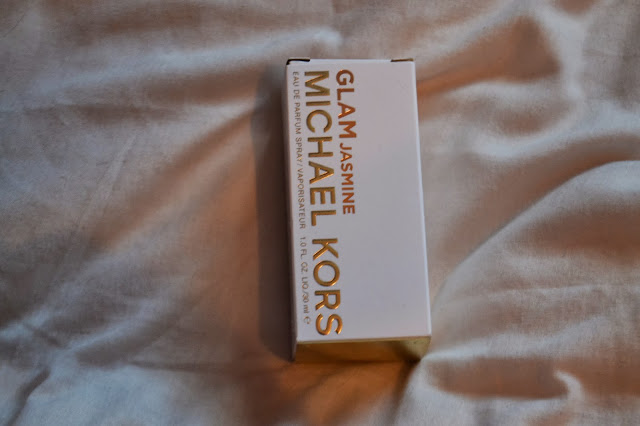 GLAM JASMINE
MICHAEL KORS
EAU DE PARFUM SPRAY/VAPORISATEUR 1.0 FL. OZ. LIQ./30 ml ℮